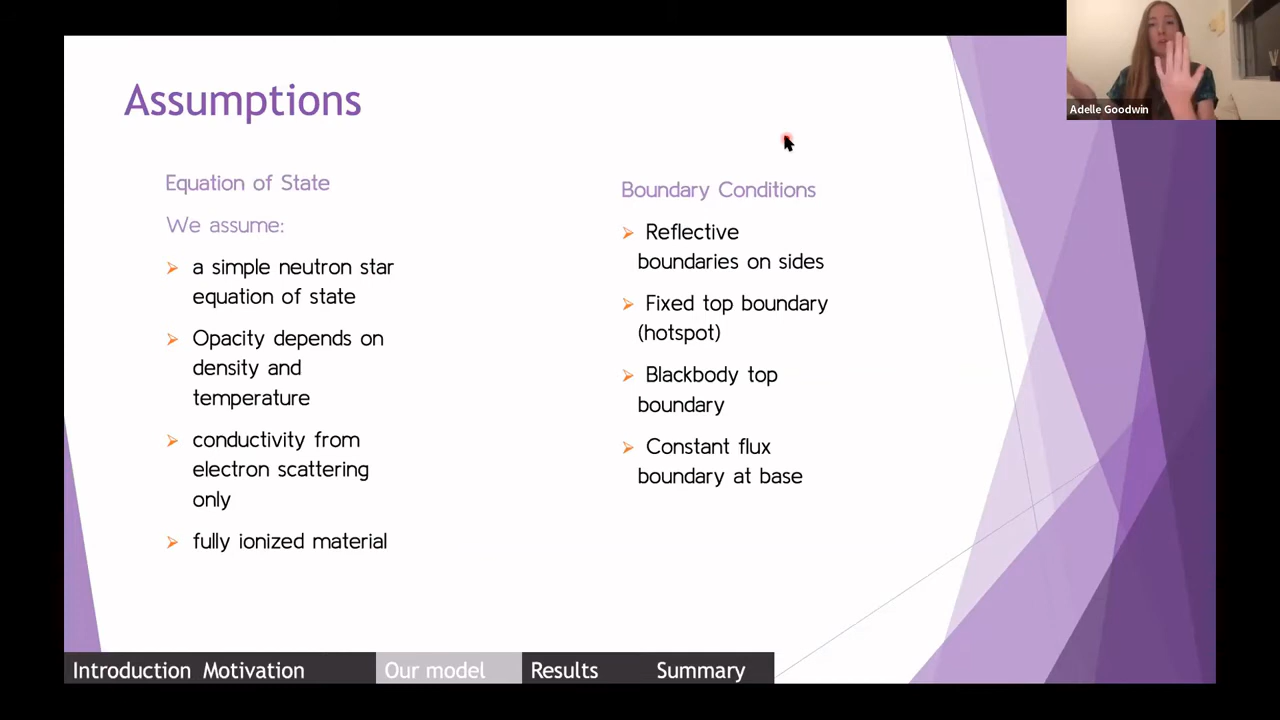 Assumptions
Equation of State
We assume:
a simple neutron star
equation of state
Opacity depends on
density and
temperature
conductivity from
electron scattering
only
fully ionized material
Boundary Conditions
Reflective
boundaries on sides
Fixed top boundary
(hotspot)
Blackbody top
boundary
Constant flux
boundary at base
Adelle Goodwin
Introduction Motivation Our model Results Summary